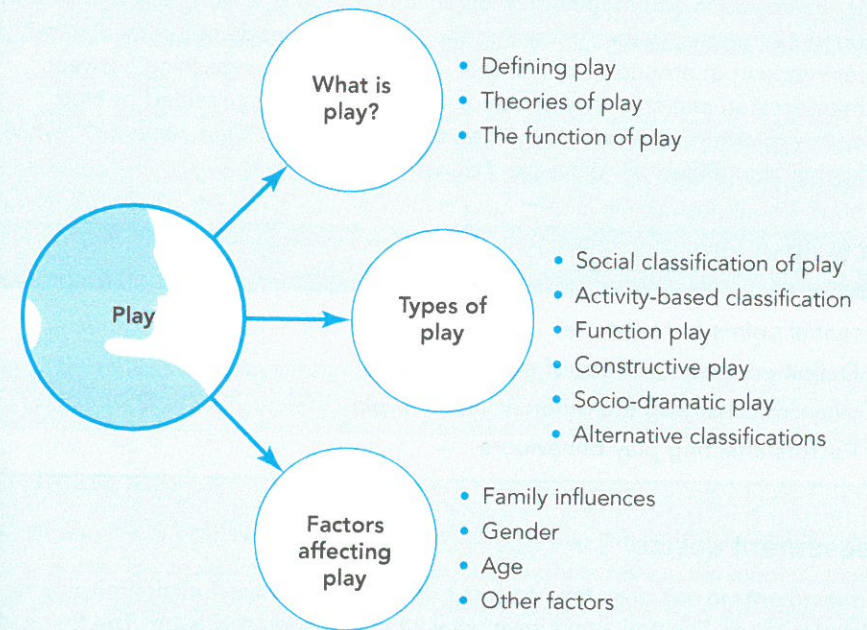 What is
play?
• Defining play
• Theories of play
• The function of play
Play
Types of
play
• Social classification of play
• Activity-based classification
• Function play
• Constructive play
• Socio-dramatic play
• Alternative classifications
Factors
affecting
play
• Family influences
• Gender
• Age
• Other factors